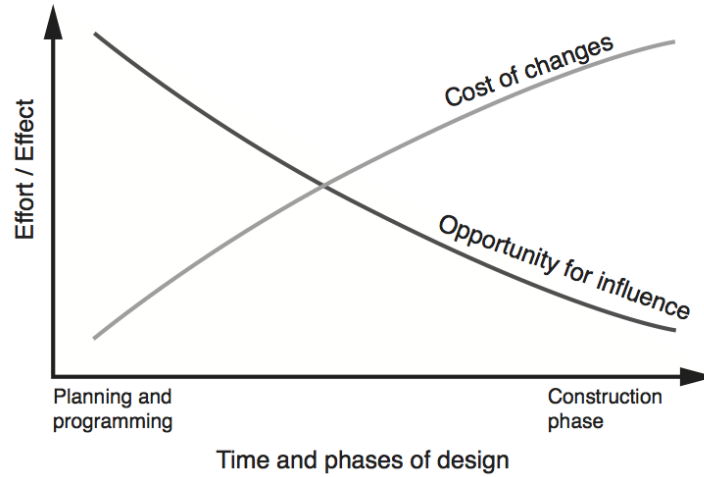 Effort / Effect
Cost of changes
Opportunity for influence
Planning and
programming
Construction
phase
Time and phases of design